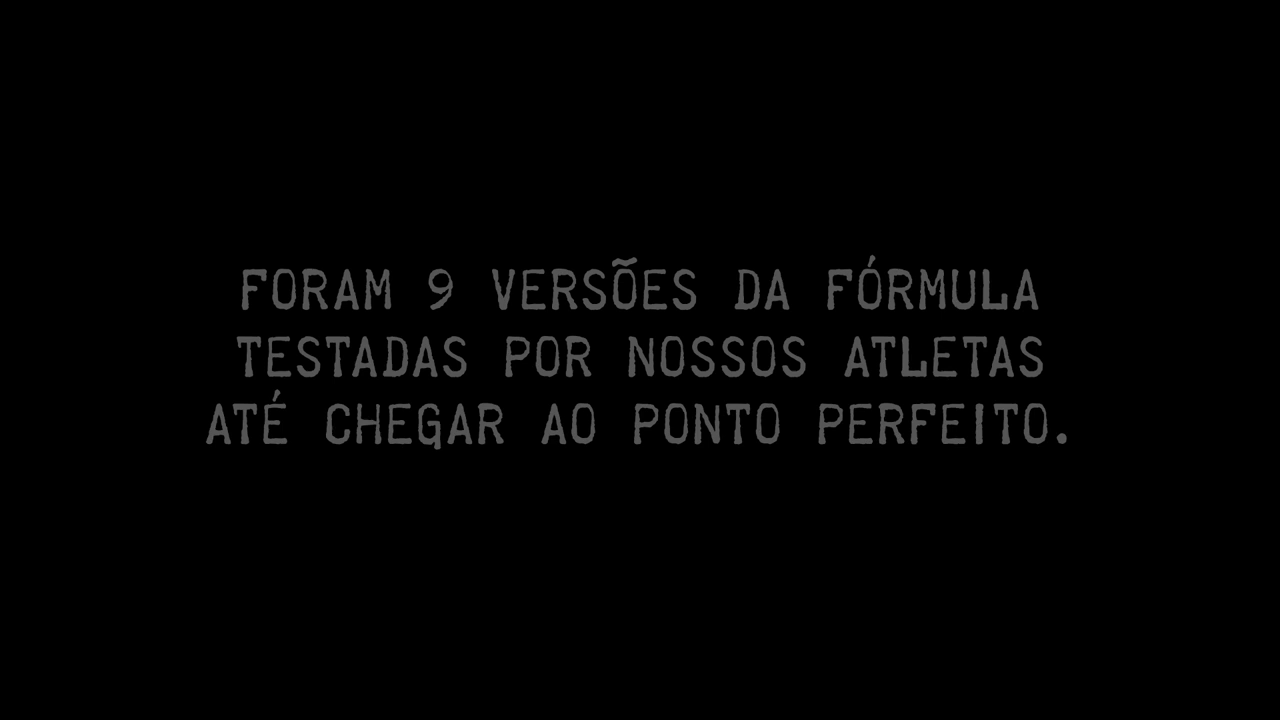 FORAM 9 VERSÕES DA FÓRMULA
TESTADAS POR NOSSOS ATLETAS
ATÉ CHEGAR AO PONTO PERFEITO.